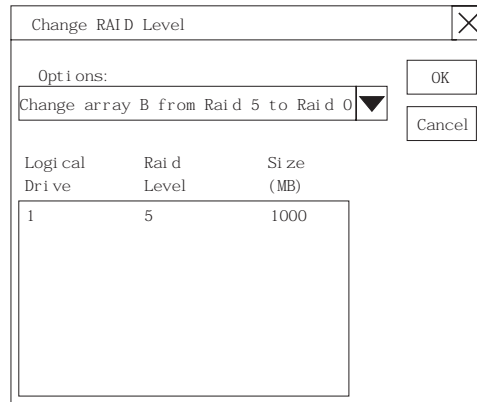 Change RAID Level
Options:
OK
Change array B from Raid 5 to Raid 0
Cancel
Logical Drive
Raid Level
Size (MB)
1 5 1000